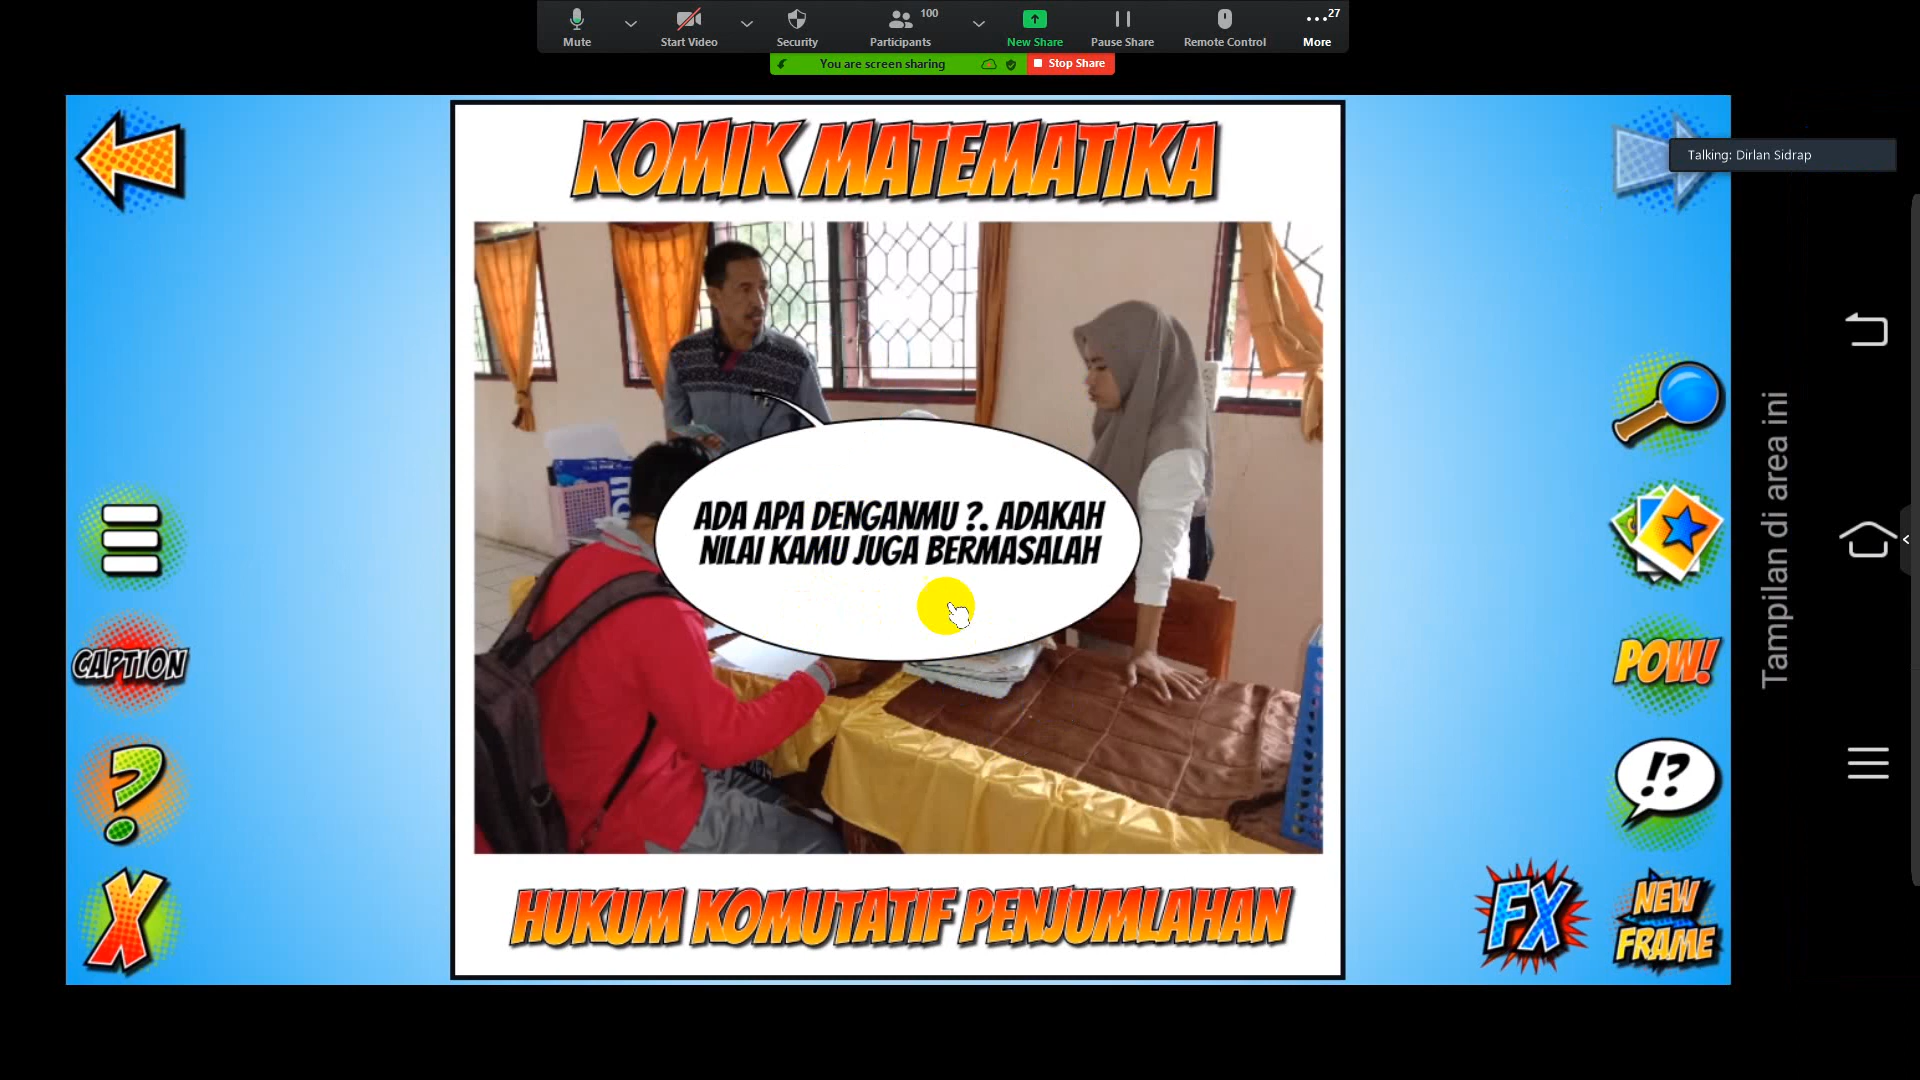 100
27
Mute
Start Video
Security
Participants
New Share
Pause Share
Remote Control
More
You are screen sharing
Stop Share
Talking: Dirlan Sidrap
KOMIK MATEMATIKA
ADA APA DENGANMU ?. ADAKAH
NILAI KAMU JUGA BERMASALAH
HUKUM KOMUTATIF PENJUMLAHAN
CAPTION
?
X
POW!
!?
FX
NEW
FRAME
Tampilan di area ini